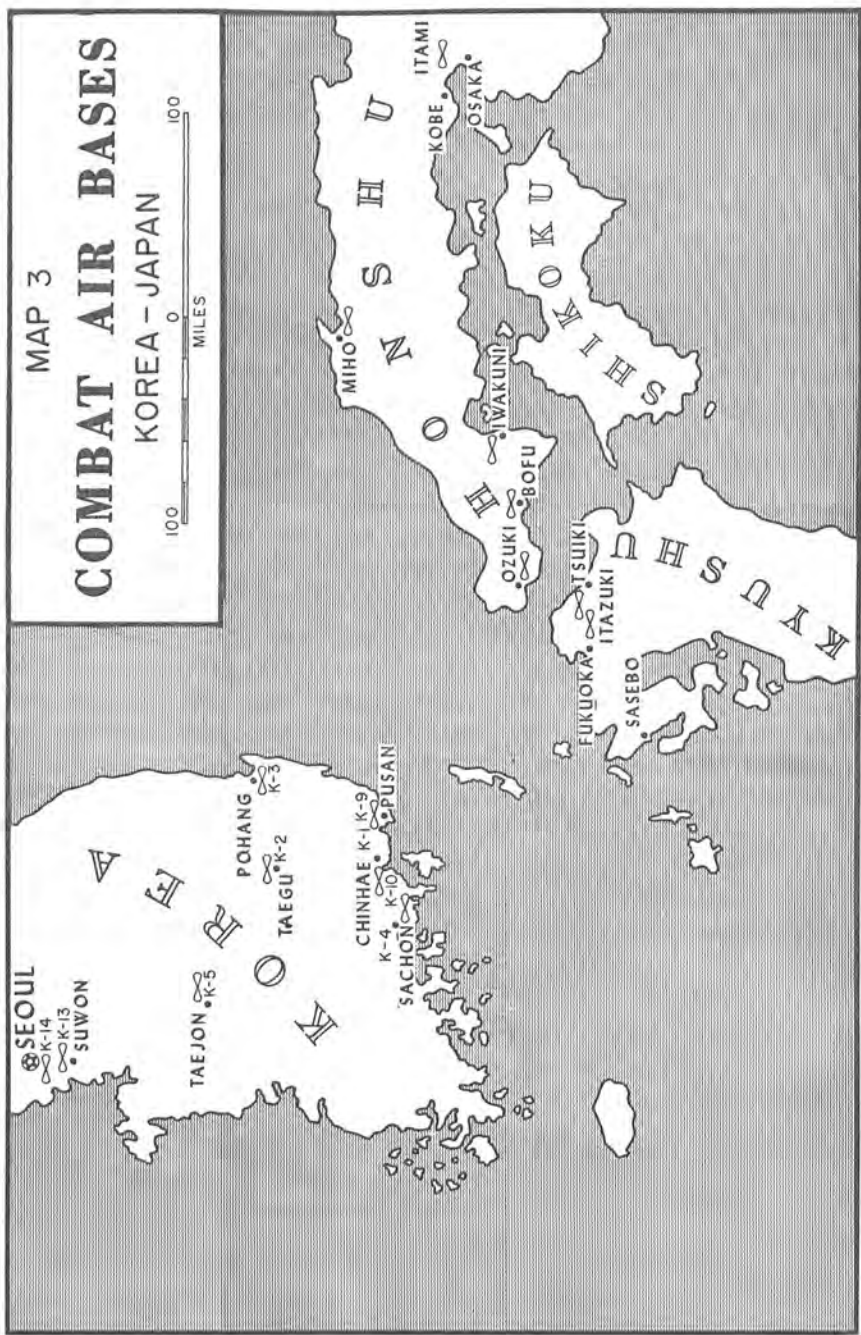 MAP 3
COMBAT AIR BASES
KOREA – JAPAN
100 0 100
MILES
SEOUL
K-14
K-13
SUWON
KOREA
TAEJON
K-5
POHANG
K-3
TAEGU
K-2
CHINHAE
K-1
K-9
PUSAN
K-10
K-4
SACHON
HONSHU
MIHO
ITAMI
KOBE
OSAKA
IWAKUNI
BOFU
OZUKI
SHIKOKU
TSUIKI
ITAZUKI
FUKUOKA
SASEBO
KYUSHU